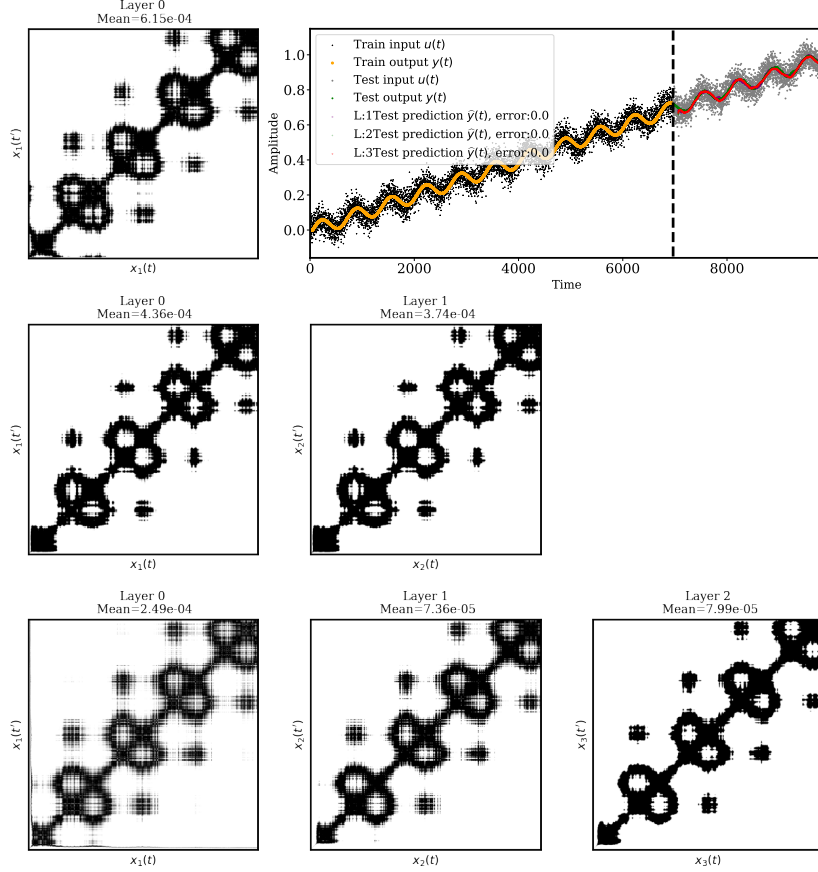 Layer 0
Mean=6.15e-04
x₁(t')
x₁(t)
Train input u(t)
Train output y(t)
Test input u(t)
Test output y(t)
L:1Test prediction ŷ(t), error:0.0
L:2Test prediction ŷ(t), error:0.0
L:3Test prediction ŷ(t), error:0.0
Amplitude
1.0
0.8
0.6
0.4
0.2
0.0
0
2000
4000
6000
8000
Time
Layer 0
Mean=4.36e-04
x₁(t')
x₁(t)
Layer 1
Mean=3.74e-04
x₂(t')
x₂(t)
Layer 0
Mean=2.49e-04
x₁(t')
x₁(t)
Layer 1
Mean=7.36e-05
x₂(t')
x₂(t)
Layer 2
Mean=7.99e-05
x₃(t')
x₃(t)